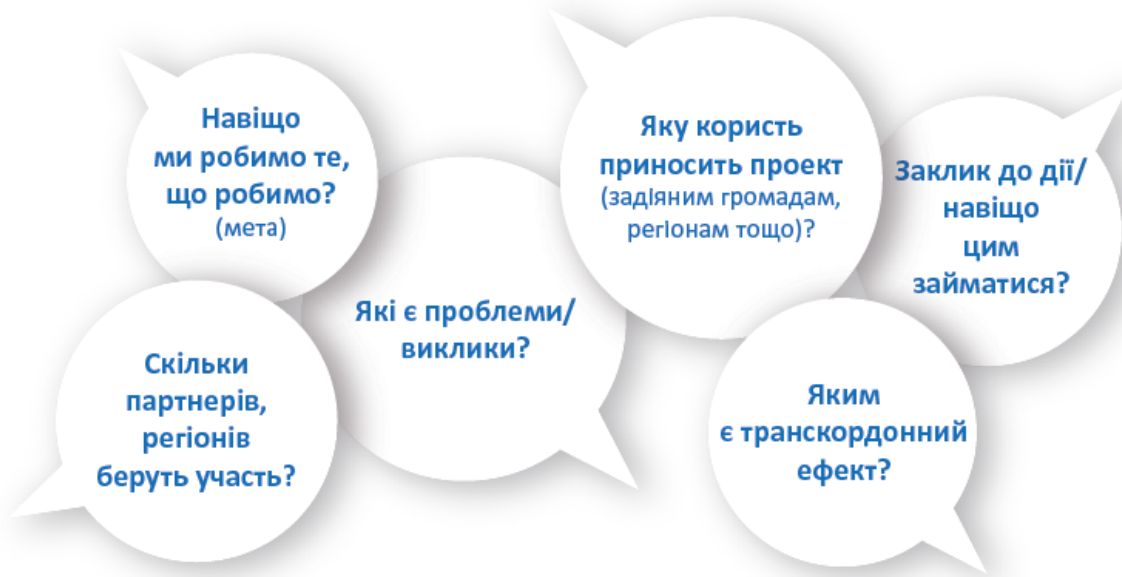 Навіщо
ми робимо те,
що робимо?
(мета)
Скільки
партнерів,
регіонів
беруть участь?
Які є проблеми/
виклики?
Яку користь
приносить проект
(задіяним громадам,
регіонам тощо)?
Яким
є транскордонний
ефект?
Заклик до дії/
навіщо
цим
займатися?